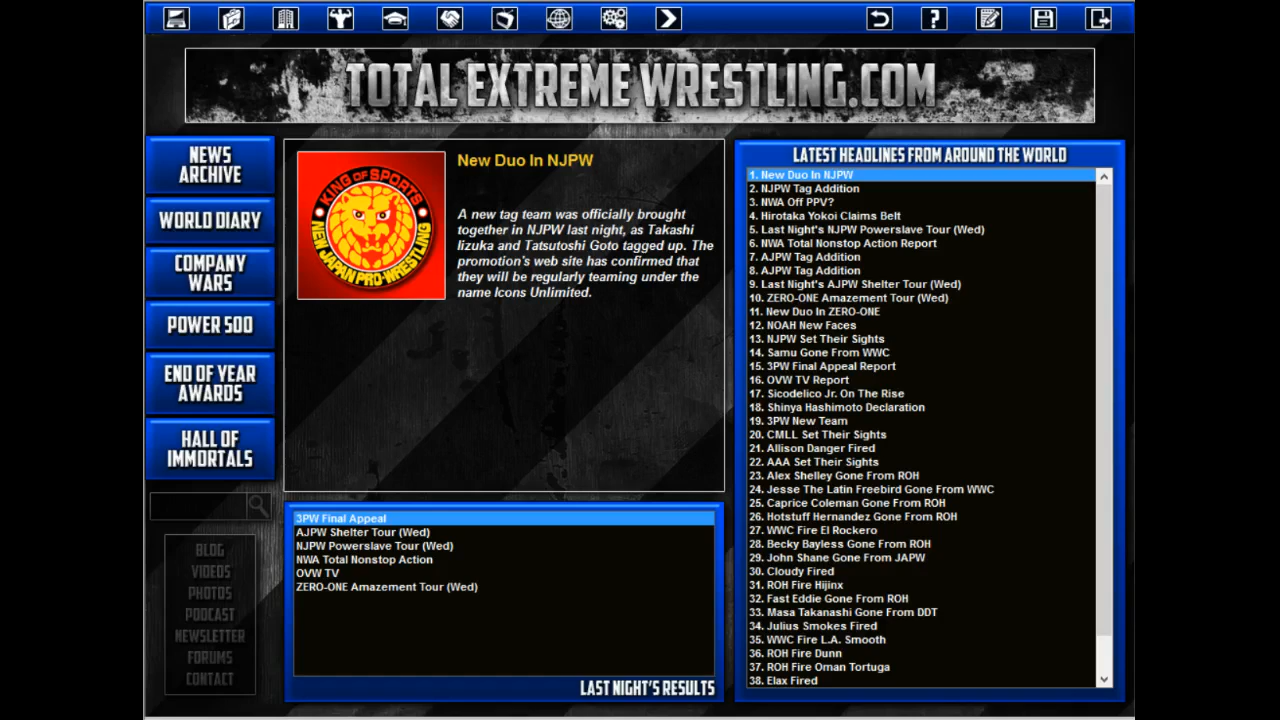 TOTAL EXTREME WRESTLING.COM
NEWS
ARCHIVE
WORLD DIARY
COMPANY
WARS
POWER 500
END OF YEAR
AWARDS
HALL OF
IMMORTALS
BLOG
VIDEOS
PHOTOS
PODCAST
NEWSLETTER
FORUMS
CONTACT
KING OF SPORTS
NEW JAPAN PRO-WRESTLING
New Duo In NJPW
A new tag team was officially brought
together in NJPW last night, as Takashi
Iizuka and Tatsutoshi Goto tagged up. The
promotion's web site has confirmed that
they will be regularly teaming under the
name Icons Unlimited.
3PW Final Appeal
AJPW Shelter Tour (Wed)
NJPW Powerslave Tour (Wed)
NWA Total Nonstop Action
OVW TV
ZERO-ONE Amazement Tour (Wed)
LAST NIGHT'S RESULTS
LATEST HEADLINES FROM AROUND THE WORLD
1. New Duo In NJPW
2. NJPW Tag Addition
3. NWA Off PPV?
4. Hirotaka Yokoi Claims Belt
5. Last Night's NJPW Powerslave Tour (Wed)
6. NWA Total Nonstop Action Report
7. AJPW Tag Addition
8. AJPW Tag Addition
9. Last Night's AJPW Shelter Tour (Wed)
10. ZERO-ONE Amazement Tour (Wed)
11. New Duo In ZERO-ONE
12. NOAH New Faces
13. NJPW Set Their Sights
14. Samu Gone From WWC
15. 3PW Final Appeal Report
16. OVW TV Report
17. Sicodelico Jr. On The Rise
18. Shinya Hashimoto Declaration
19. 3PW New Team
20. CMLL Set Their Sights
21. Allison Danger Fired
22. AAA Set Their Sights
23. Alex Shelley Gone From ROH
24. Jesse The Latin Freebird Gone From WWC
25. Caprice Coleman Gone From ROH
26. Hotstuff Hernandez Gone From ROH
27. WWC Fire El Rockero
28. Becky Bayless Gone From ROH
29. John Shane Gone From JAPW
30. Cloudy Fired
31. ROH Fire Hijinx
32. Fast Eddie Gone From ROH
33. Masa Takanashi Gone From DDT
34. Julius Smokes Fired
35. WWC Fire L.A. Smooth
36. ROH Fire Dunn
37. ROH Fire Oman Tortuga
38. Elax Fired